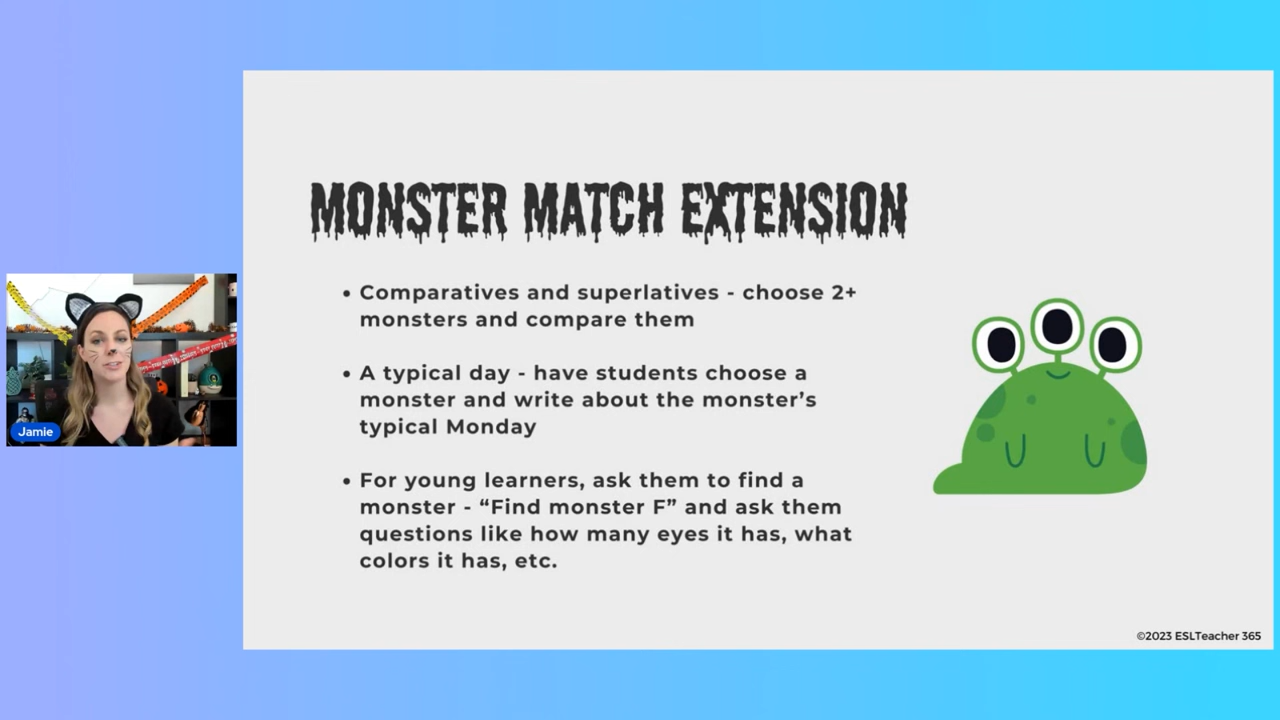 MONSTER MATCH EXTENSION
• Comparatives and superlatives - choose 2+
monsters and compare them
• A typical day - have students choose a
monster and write about the monster’s
typical Monday
• For young learners, ask them to find a
monster - “Find monster F” and ask them
questions like how many eyes it has, what
colors it has, etc.
Jamie
©2023 ESLTeacher 365